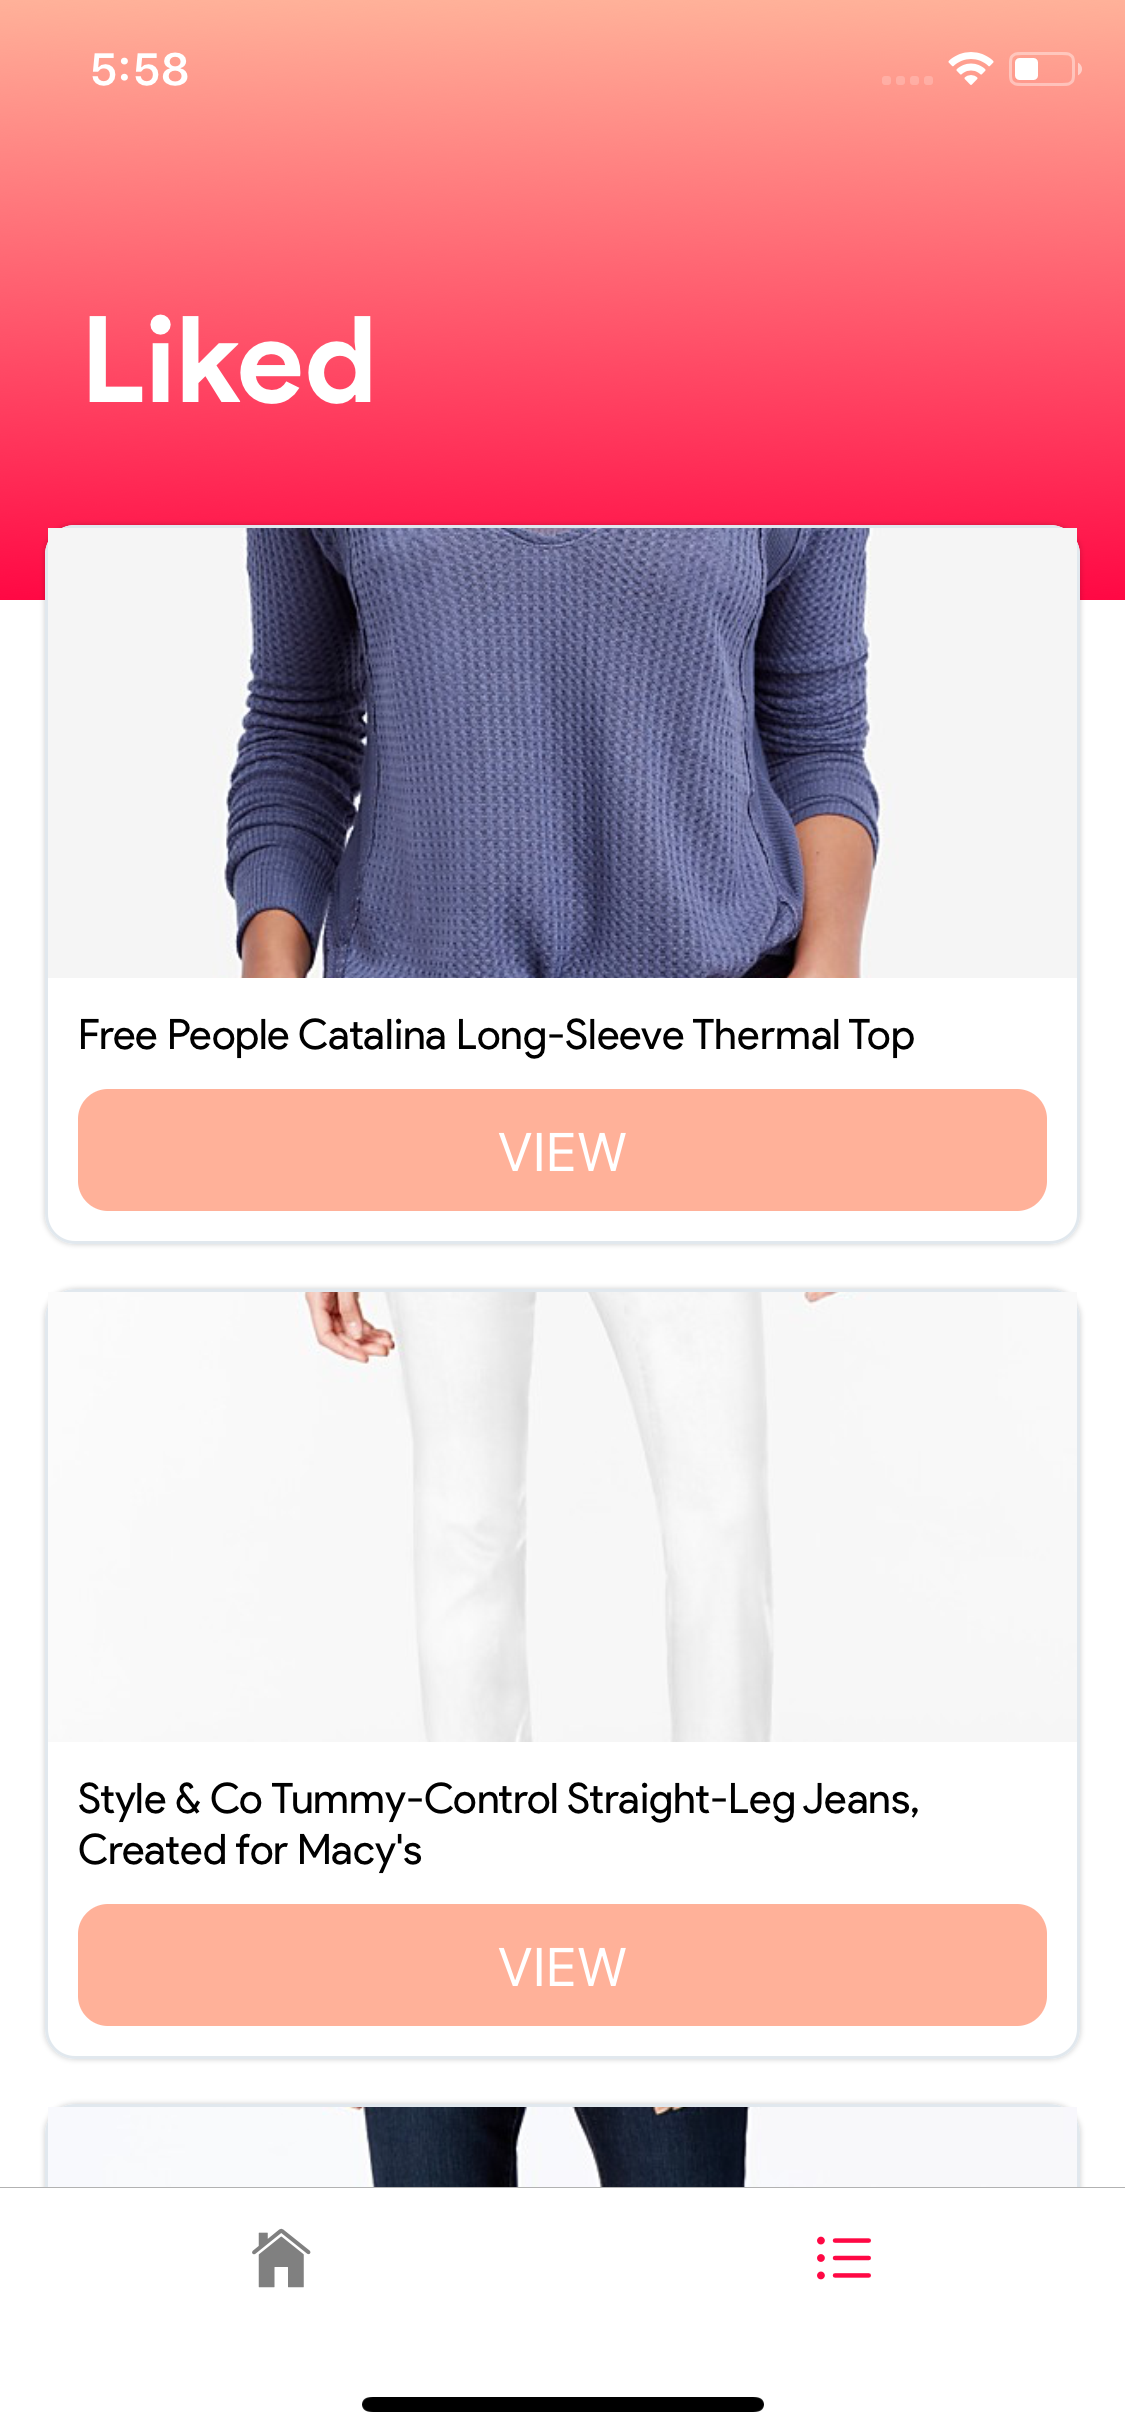 5:58
Liked
Free People Catalina Long-Sleeve Thermal Top
VIEW
Style & Co Tummy-Control Straight-Leg Jeans,
Created for Macy's
VIEW